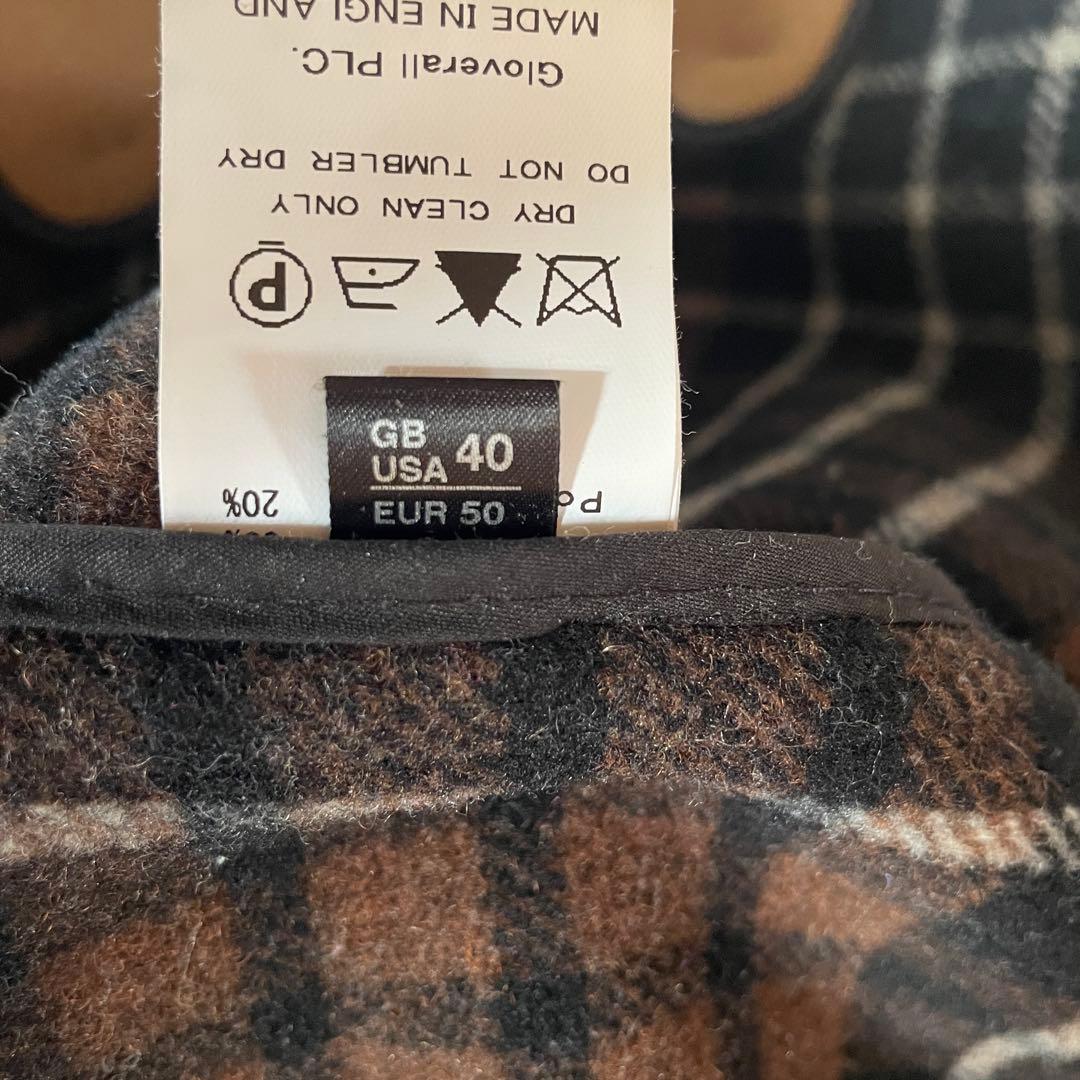 20%
DRY CLEAN ONLY
DO NOT TUMBLER DRY
Gloverall PLC.
MADE IN ENGLAND
P
GB
USA 40
EUR 50